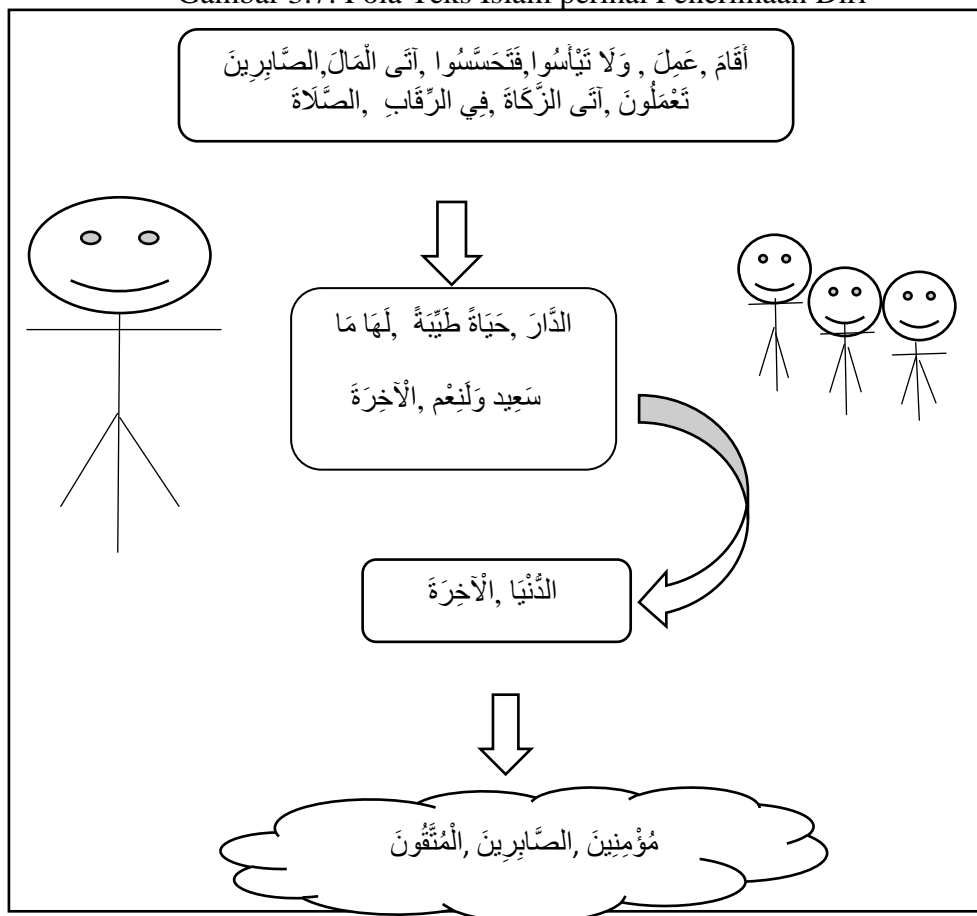 Gambar 3.7. Pola Teks Islam perihal Penerimaan Diri
أَقَامَ ,عَمِلَ , وَلَا تَيْأَسُوا,فَتَحَسَّسُوا ,آتَى الْمَالَ,الصَّابِرِينَ
تَعْمَلُونَ ,آتَى الزَّكَاةَ ,فِي الرِّقَابِ ,الصَّلَاةَ
الدَّارَ ,حَيَاةً طَيِّبَةً ,لَهَا مَا
سَعِيد وَلَنِعْم ,الْآخِرَةَ
الدُّنْيَا ,الْآخِرَةَ
مُؤْمِنِينَ ,الصَّابِرِينَ ,الْمُتَّقُونَ